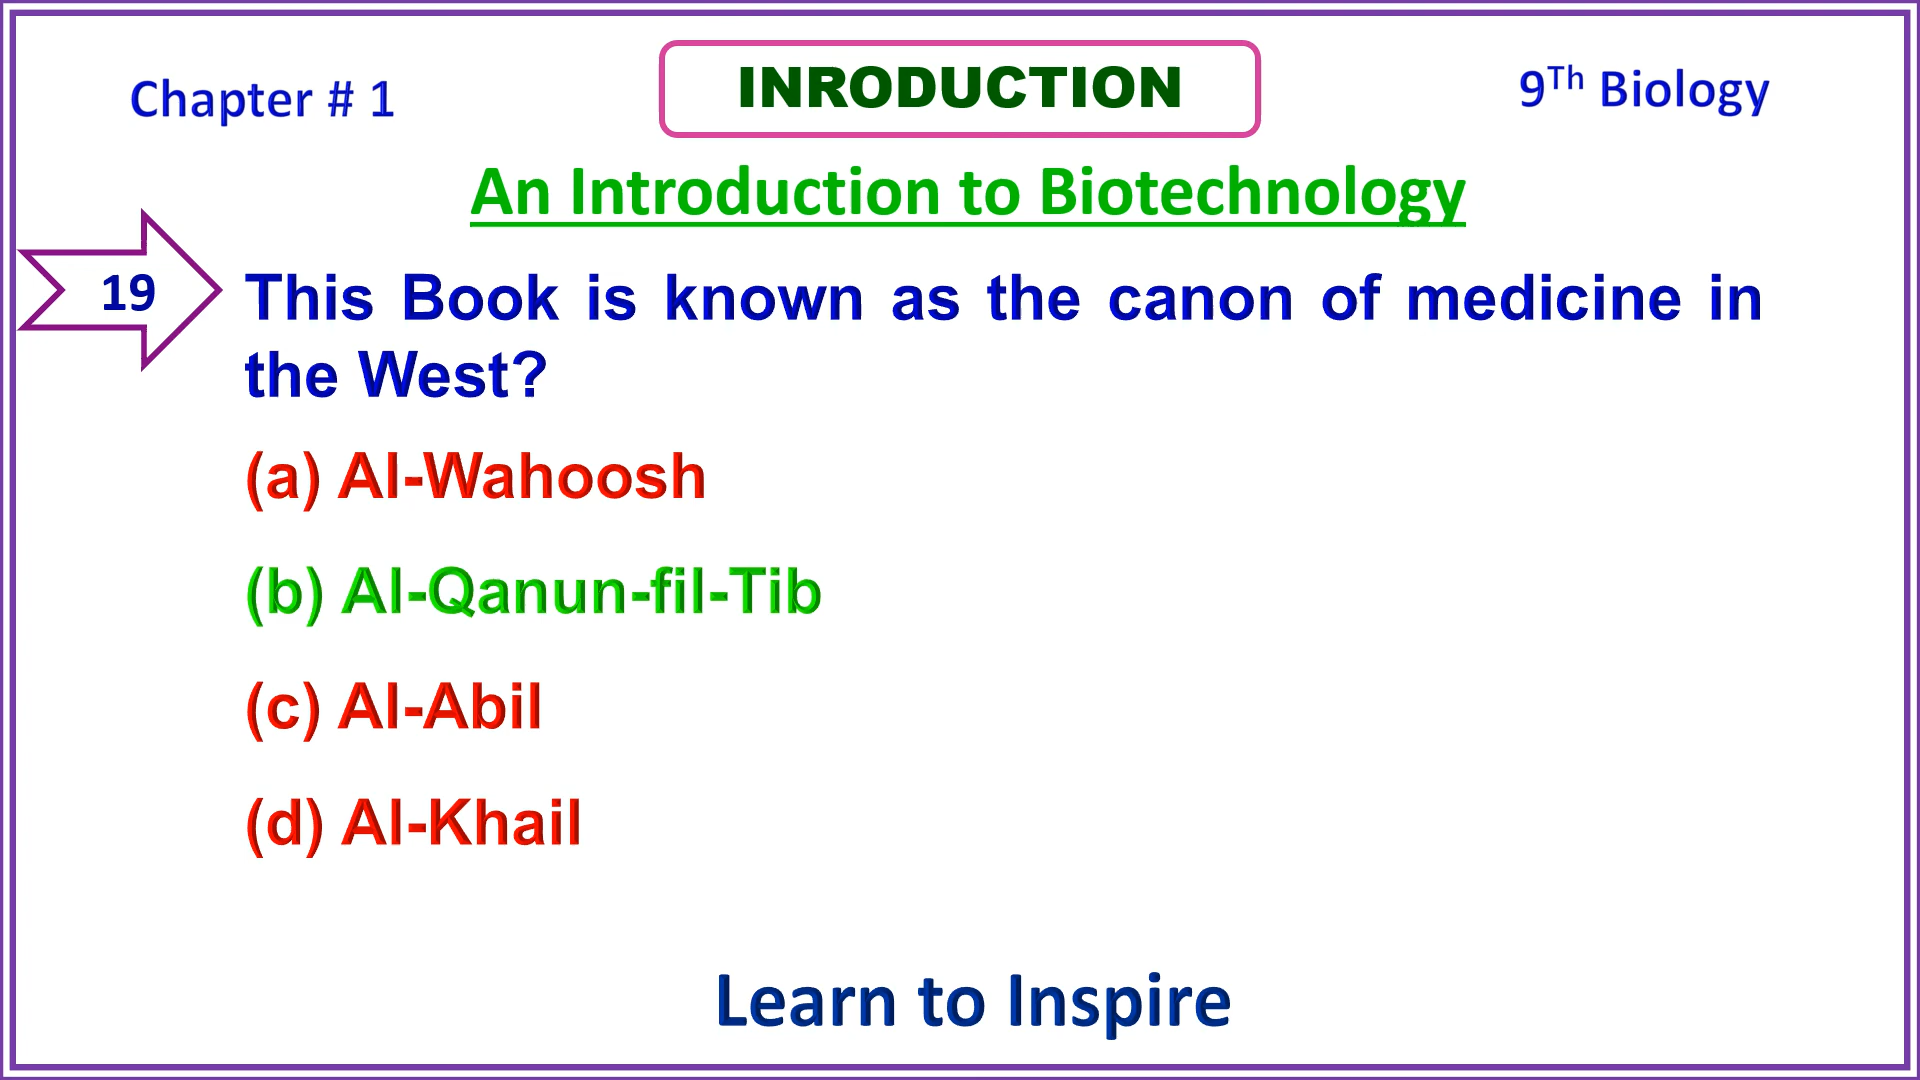 Chapter # 1
INRODUCTION
9Th Biology
An Introduction to Biotechnology
19
This Book is known as the canon of medicine in
the West?
(a) Al-Wahoosh
(b) Al-Qanun-fil-Tib
(c) Al-Abil
(d) Al-Khail
Learn to Inspire